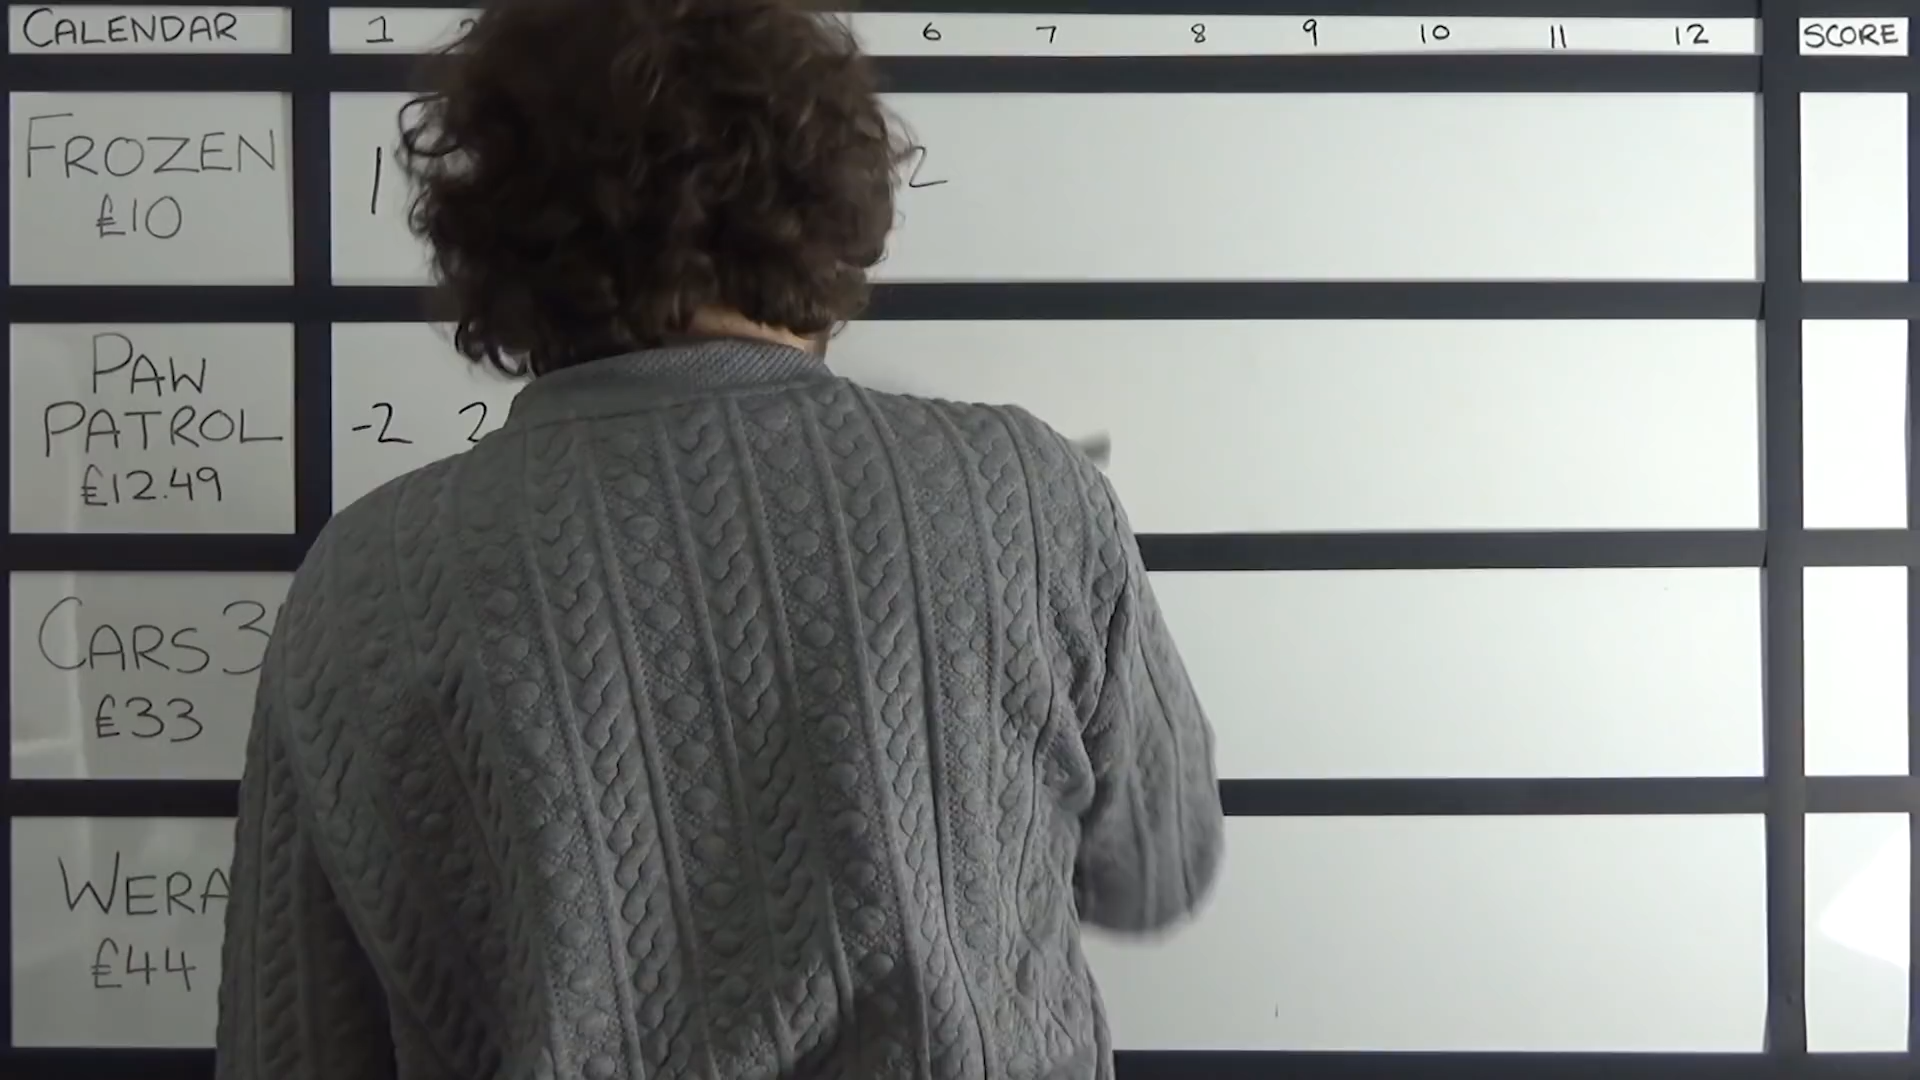 CALENDAR 1 6 7 8 9 10 11 12 SCORE
FROZEN
£10
1 2
PAW
PATROL
£12.49
-2 2
CARS 3
£33
WERA
£44